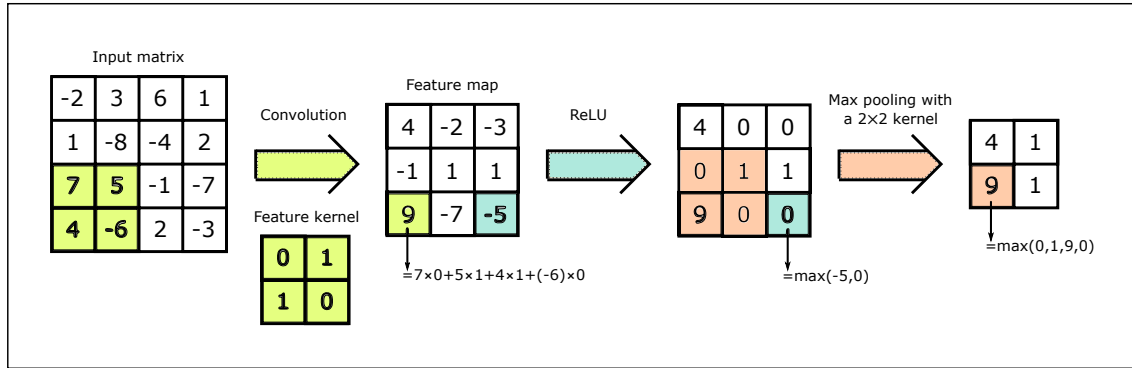 Input matrix
-2 3 6 1
1 -8 -4 2
7 5 -1 -7
4 -6 2 -3
Convolution
Feature kernel
0 1
1 0
Feature map
4 -2 -3
-1 1 1
9 -7 -5
=7×0+5×1+4×1+(-6)×0
ReLU
4 0 0
0 1 1
9 0 0
=max(-5,0)
Max pooling with
a 2×2 kernel
4 1
9 1
=max(0,1,9,0)